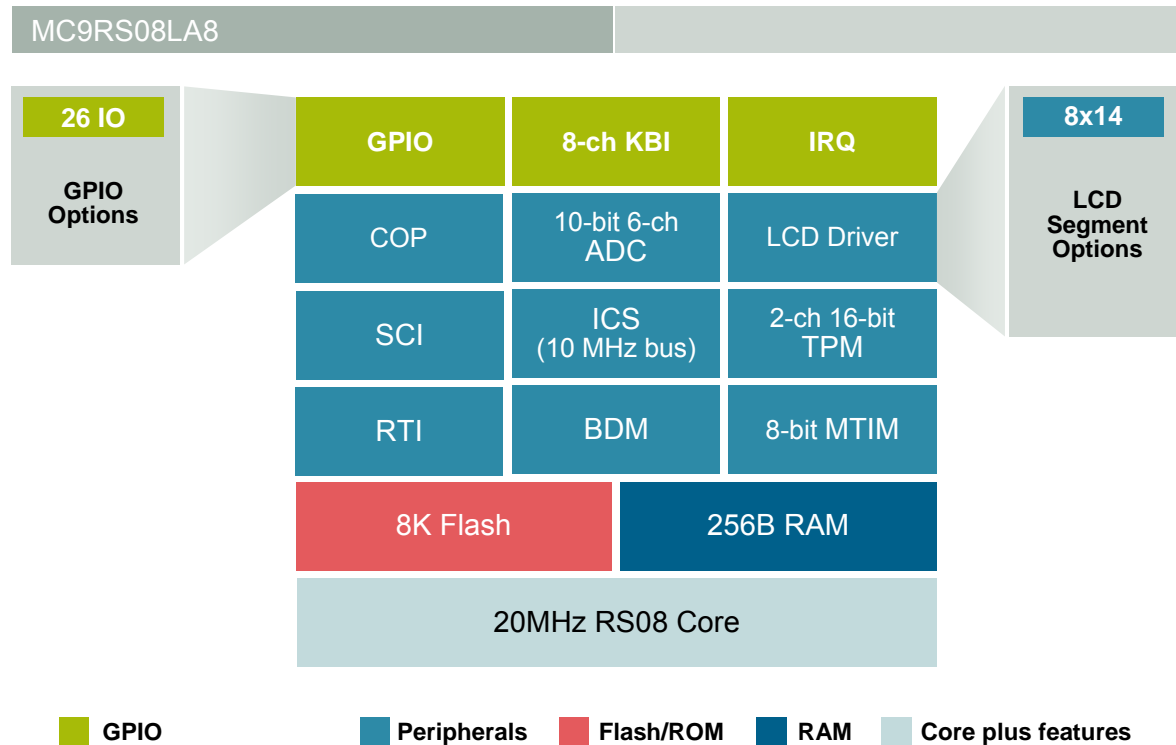 MC9RS08LA8
26 IO
GPIO
Options
GPIO
8-ch KBI
IRQ
8x14
LCD
Segment
Options
COP
10-bit 6-ch
ADC
LCD Driver
SCI
ICS
(10 MHz bus)
2-ch 16-bit
TPM
RTI
BDM
8-bit MTIM
8K Flash
256B RAM
20MHz RS08 Core
GPIO
Peripherals
Flash/ROM
RAM
Core plus features